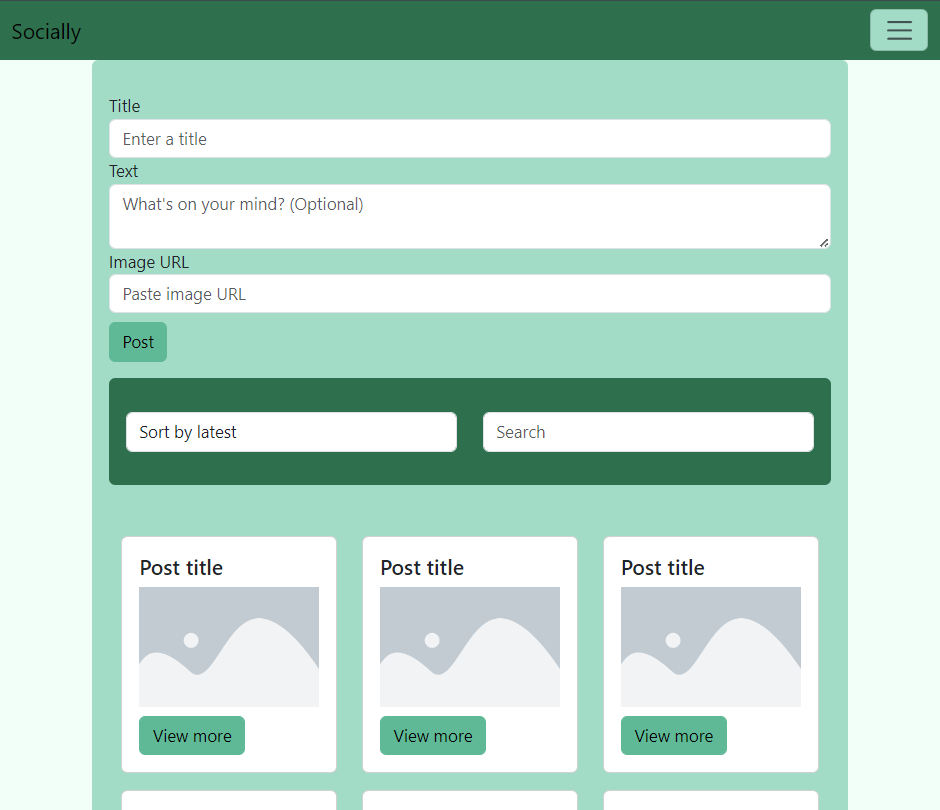 Socially
Title
Enter a title
Text
What's on your mind? (Optional)
Image URL
Paste image URL
Post
Sort by latest
Search
Post title
Post title
Post title
View more
View more
View more